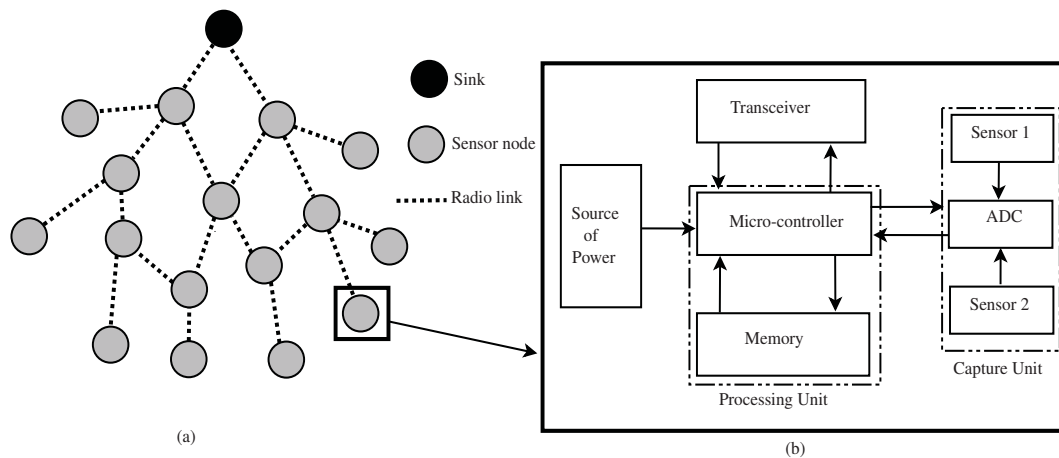 Sink
Sensor node
Radio link
(a)
Transceiver
Source
of
Power
Micro-controller
Memory
Processing Unit
Sensor 1
ADC
Sensor 2
Capture Unit
(b)